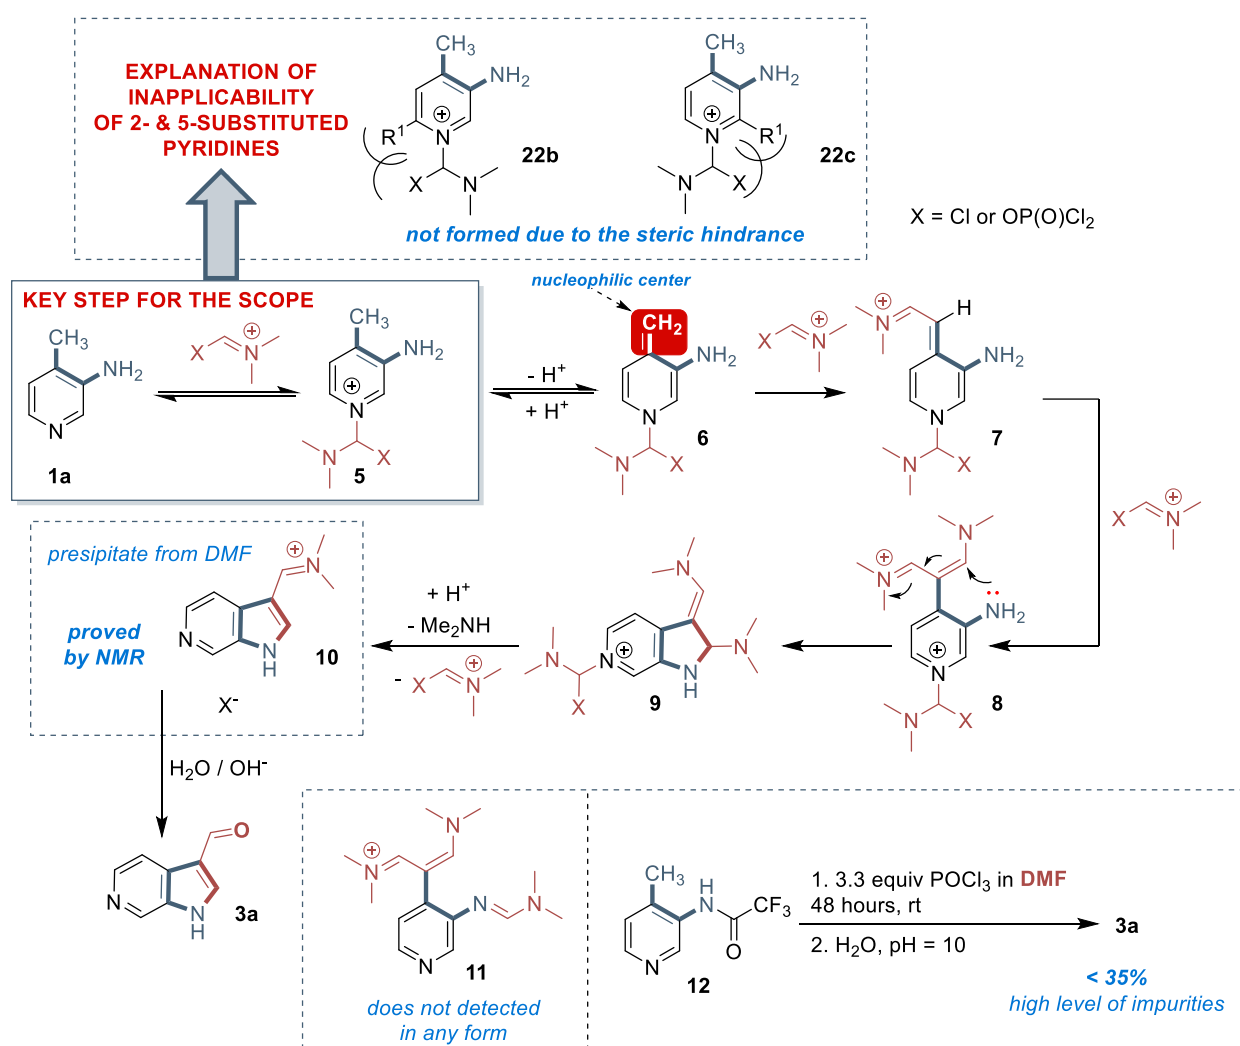 EXPLANATION OF
INAPPLICABILITY
OF 2- & 5-SUBSTITUTED
PYRIDINES
CH3
NH2
R1
N
X
N
22b
CH3
NH2
R1
N
N
X
22c
not formed due to the steric hindrance
X = Cl or OP(O)Cl2
KEY STEP FOR THE SCOPE
CH3
NH2
N
1a
X
N
CH3
NH2
N
N
X
5
- H+
+ H+
nucleophilic center
CH2
NH2
N
N
X
6
X
N
N
H
NH2
N
N
X
7
X
N
N
N
NH2
N
N
X
8
N
N
N
H
N
N
X
9
+ H+
- Me2NH
- X
N
presipitate from DMF
proved
by NMR
N
N
N
H
10
X-
H2O / OH-
O
N
N
H
3a
N
N
N
N
N
11
does not detected
in any form
CH3
H
N
CF3
O
N
12
1. 3.3 equiv POCl3 in DMF
48 hours, rt
2. H2O, pH = 10
3a
< 35%
high level of impurities